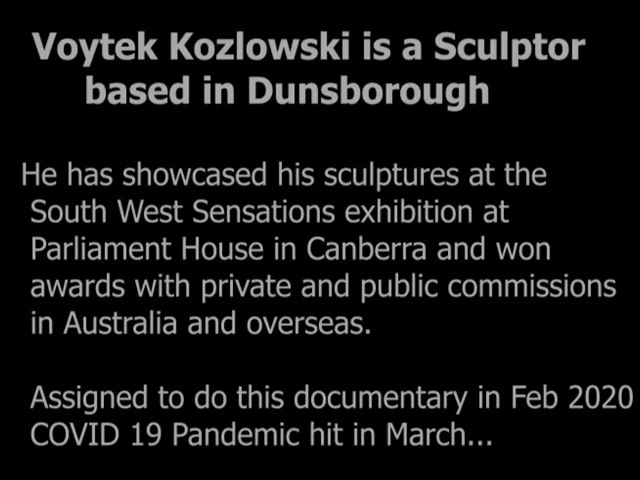 Voytek Kozlowski is a Sculptor
based in Dunsborough
He has showcased his sculptures at the
South West Sensations exhibition at
Parliament House in Canberra and won
awards with private and public commissions
in Australia and overseas.
Assigned to do this documentary in Feb 2020
COVID 19 Pandemic hit in March...